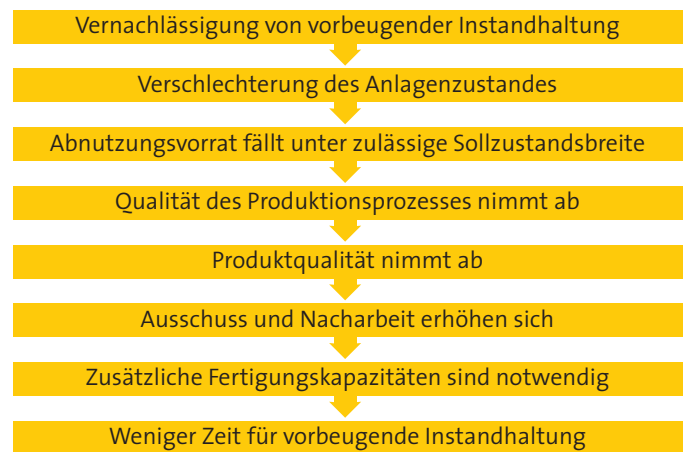 Vernachlässigung von vorbeugender Instandhaltung
Verschlechterung des Anlagenzustandes
Abnutzungsvorrat fällt unter zulässige Sollzustandsbreite
Qualität des Produktionsprozesses nimmt ab
Produktqualität nimmt ab
Ausschuss und Nacharbeit erhöhen sich
Zusätzliche Fertigungskapazitäten sind notwendig
Weniger Zeit für vorbeugende Instandhaltung